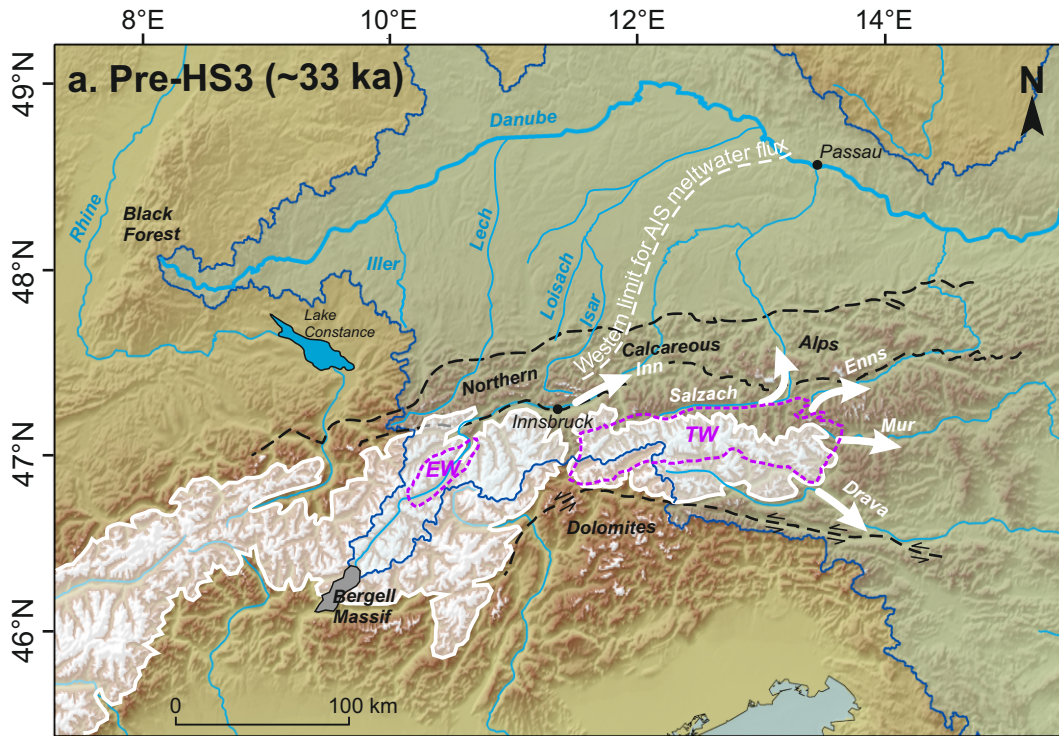 8°E
10°E
12°E
14°E
49°N
48°N
47°N
46°N
a. Pre-HS3 (~33 ka)
N
Danube
Passau
Western limit for AIS meltwater flux
Rhine
Black
Forest
Lech
Iller
Loisach
Isar
Lake
Constance
Northern
Calcareous
Alps
Inn
Enns
Salzach
Innsbruck
Mur
EW
TW
Drava
Dolomites
Bergell
Massif
0
100 km